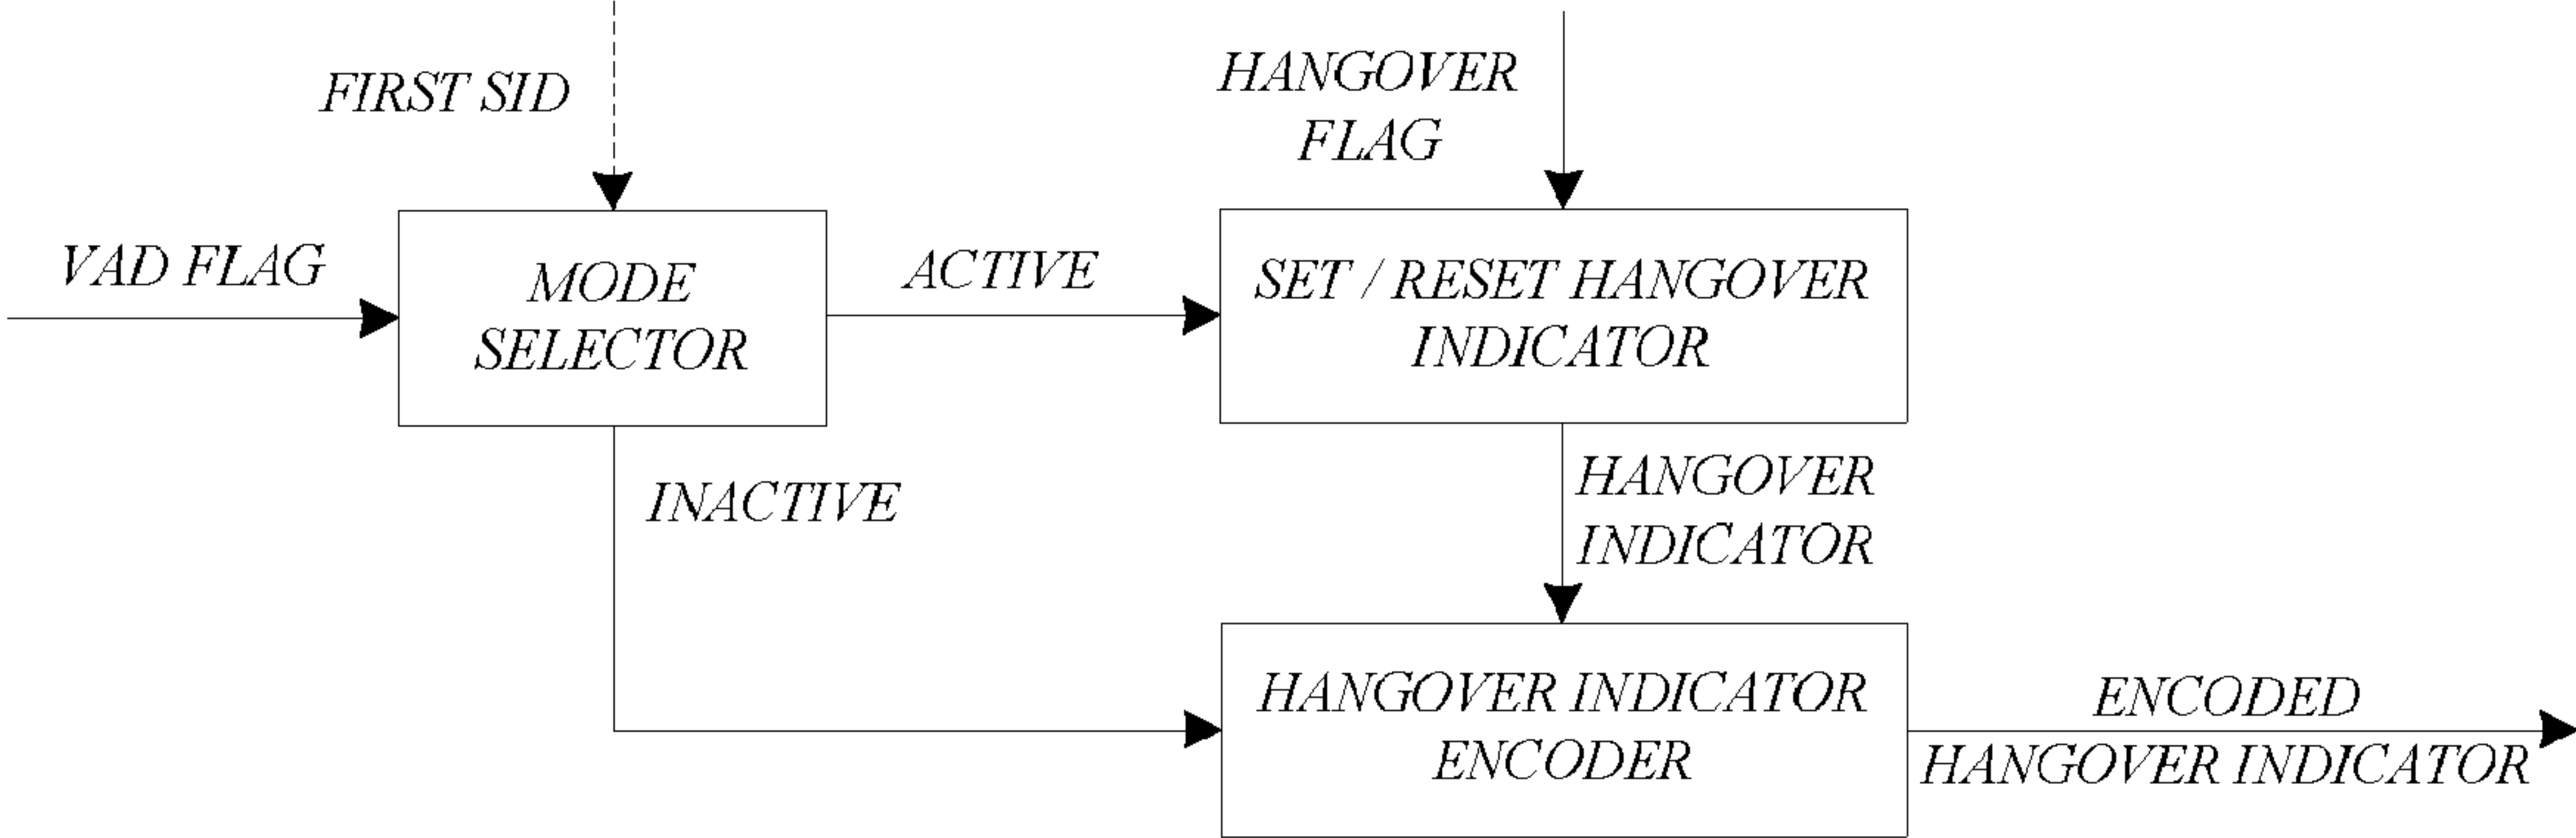 FIRST SID
HANGOVER
FLAG
VAD FLAG
MODE
SELECTOR
ACTIVE
SET / RESET HANGOVER
INDICATOR
INACTIVE
HANGOVER
INDICATOR
HANGOVER INDICATOR
ENCODER
ENCODED
HANGOVER INDICATOR